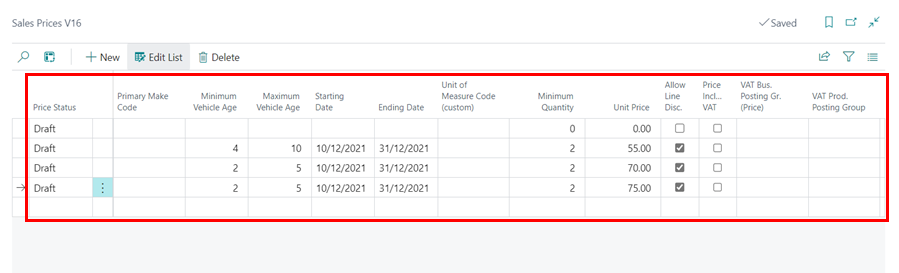 Sales Prices V16
Saved
New Edit List Delete
Price Status Primary Make Code Minimum Vehicle Age Maximum Vehicle Age Starting Date Ending Date Unit of Measure Code (custom) Minimum Quantity Unit Price Allow Line Disc. Price Incl... VAT VAT Bus. Posting Gr. (Price) VAT Prod. Posting Group
Draft 0 0.00
Draft 4 10 10/12/2021 31/12/2021 2 55.00
Draft 2 5 10/12/2021 31/12/2021 2 70.00
Draft 2 5 10/12/2021 31/12/2021 2 75.00